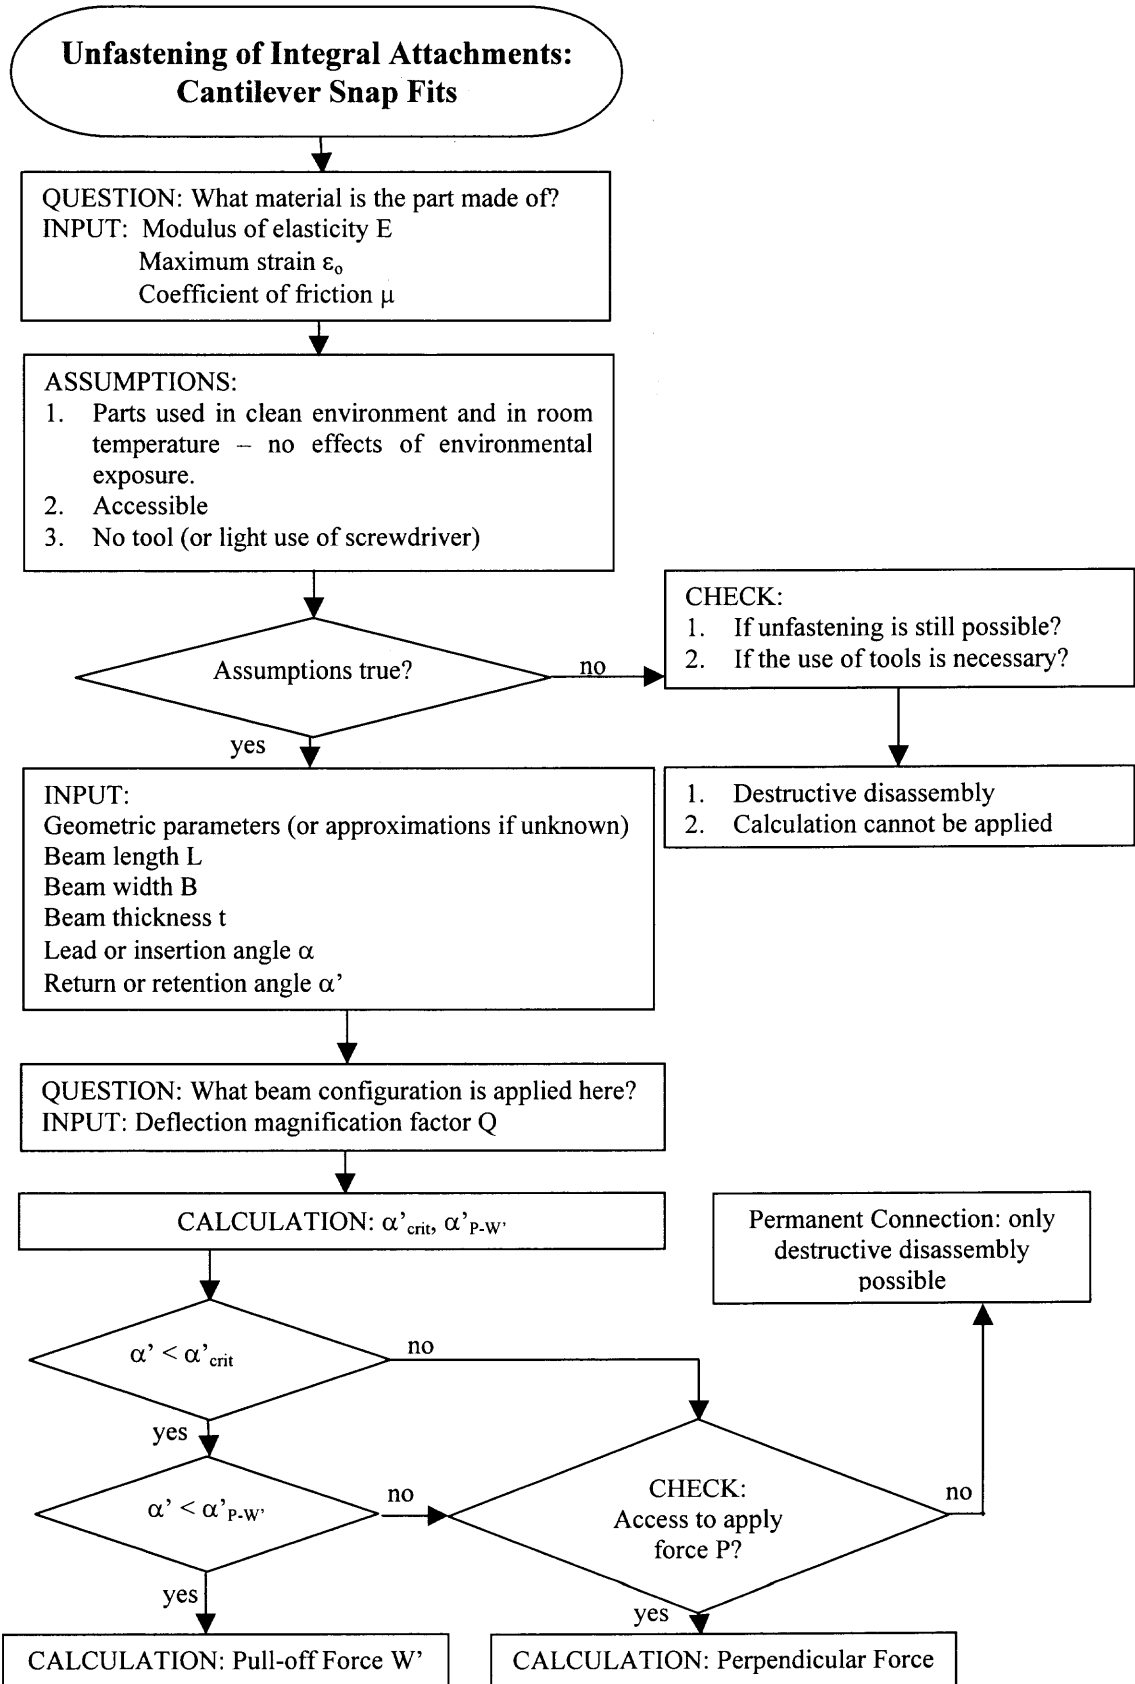 Unfastening of Integral Attachments:
Cantilever Snap Fits
QUESTION: What material is the part made of?
INPUT: Modulus of elasticity E
Maximum strain εo
Coefficient of friction μ
ASSUMPTIONS:
1. Parts used in clean environment and in room
temperature – no effects of environmental
exposure.
2. Accessible
3. No tool (or light use of screwdriver)
Assumptions true?
no
CHECK:
1. If unfastening is still possible?
2. If the use of tools is necessary?
yes
1. Destructive disassembly
2. Calculation cannot be applied
INPUT:
Geometric parameters (or approximations if unknown)
Beam length L
Beam width B
Beam thickness t
Lead or insertion angle α
Return or retention angle α’
QUESTION: What beam configuration is applied here?
INPUT: Deflection magnification factor Q
CALCULATION: α’crit, α’P-W’
Permanent Connection: only
destructive disassembly
possible
α’ < α’crit
no
yes
α’ < α’P-W’
no
CHECK:
Access to apply
force P?
no
yes
yes
CALCULATION: Pull-off Force W’
CALCULATION: Perpendicular Force